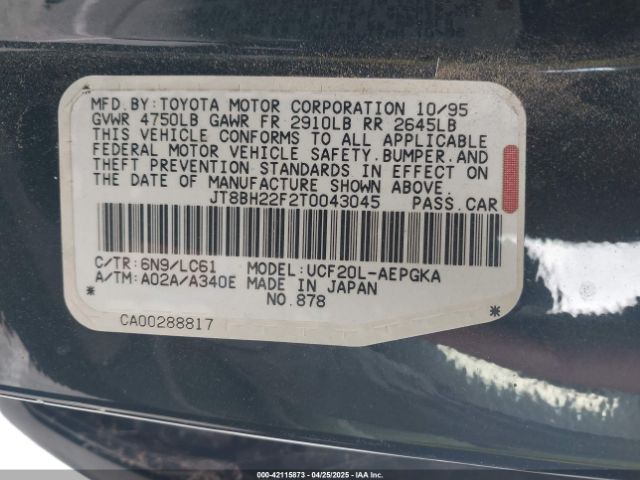 MFD.BY:TOYOTA MOTOR CORPORATION 10/95
GVWR 4750LB GAWR FR 2910LB RR 2645LB
THIS VEHICLE CONFORMS TO ALL APPLICABLE
FEDERAL MOTOR VEHICLE SAFETY.BUMPER.AND
THEFT PREVENTION STANDARDS IN EFFECT ON
THE DATE OF MANUFACTURE SHOWN ABOVE.
JT8BH22F2T0043045 PASS.CAR
C/TR:6N9/LC61 MODEL:UCF20L-AEPGKA
A/TM:A02A/A340E MADE IN JAPAN
* NO.878 *
CA00288817
000-42115873 - 04/25/2025 - IAAI.COM